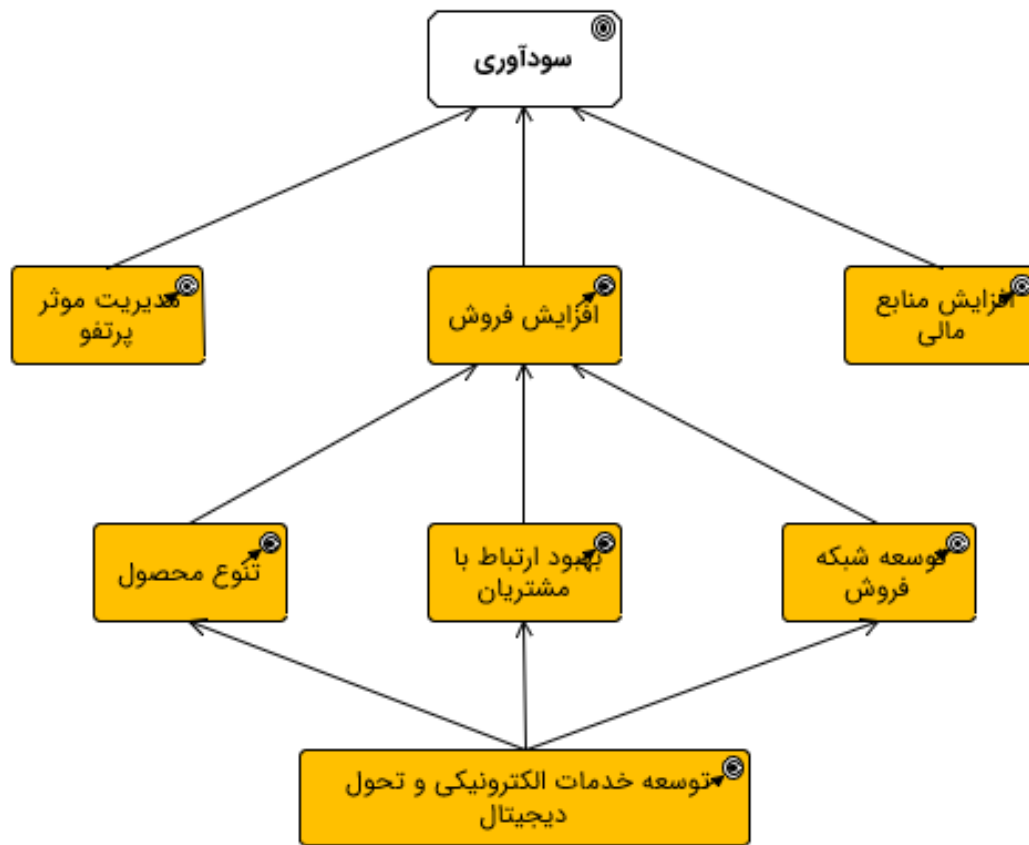 سودآوری
افزایش منابع
مالی
افزایش فروش
مدیریت موثر
پرتفو
توسعه شبکه
فروش
بهبود ارتباط با
مشتریان
تنوع محصول
توسعه خدمات الکترونیکی و تحول
دیجیتال